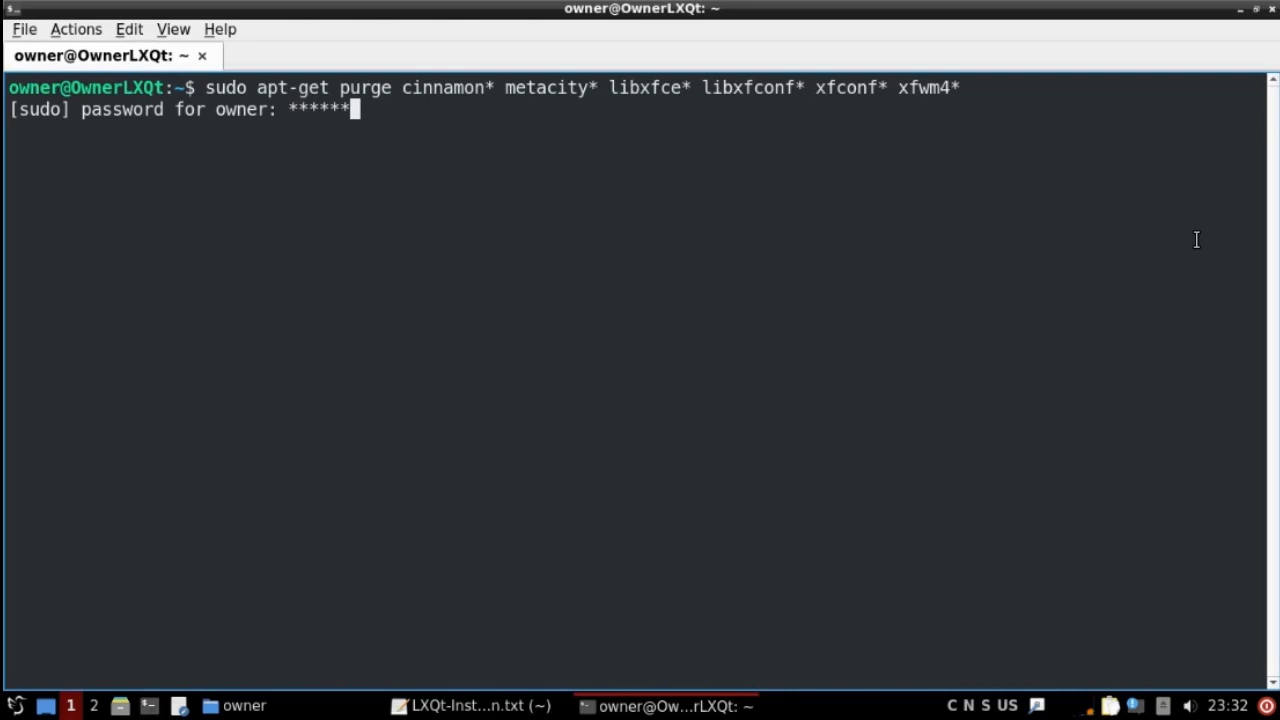 owner@OwnerLXQt: ~
File Actions Edit View Help
owner@OwnerLXQt: ~ ×
owner@OwnerLXQt:~$ sudo apt-get purge cinnamon* metacity* libxfce* libxfconf* xfconf* xfwm4*
[sudo] password for owner: ******
1 2 owner LXQt-Inst...n.txt (~) owner@Ow...rLXQt: ~ C N S US 23:32